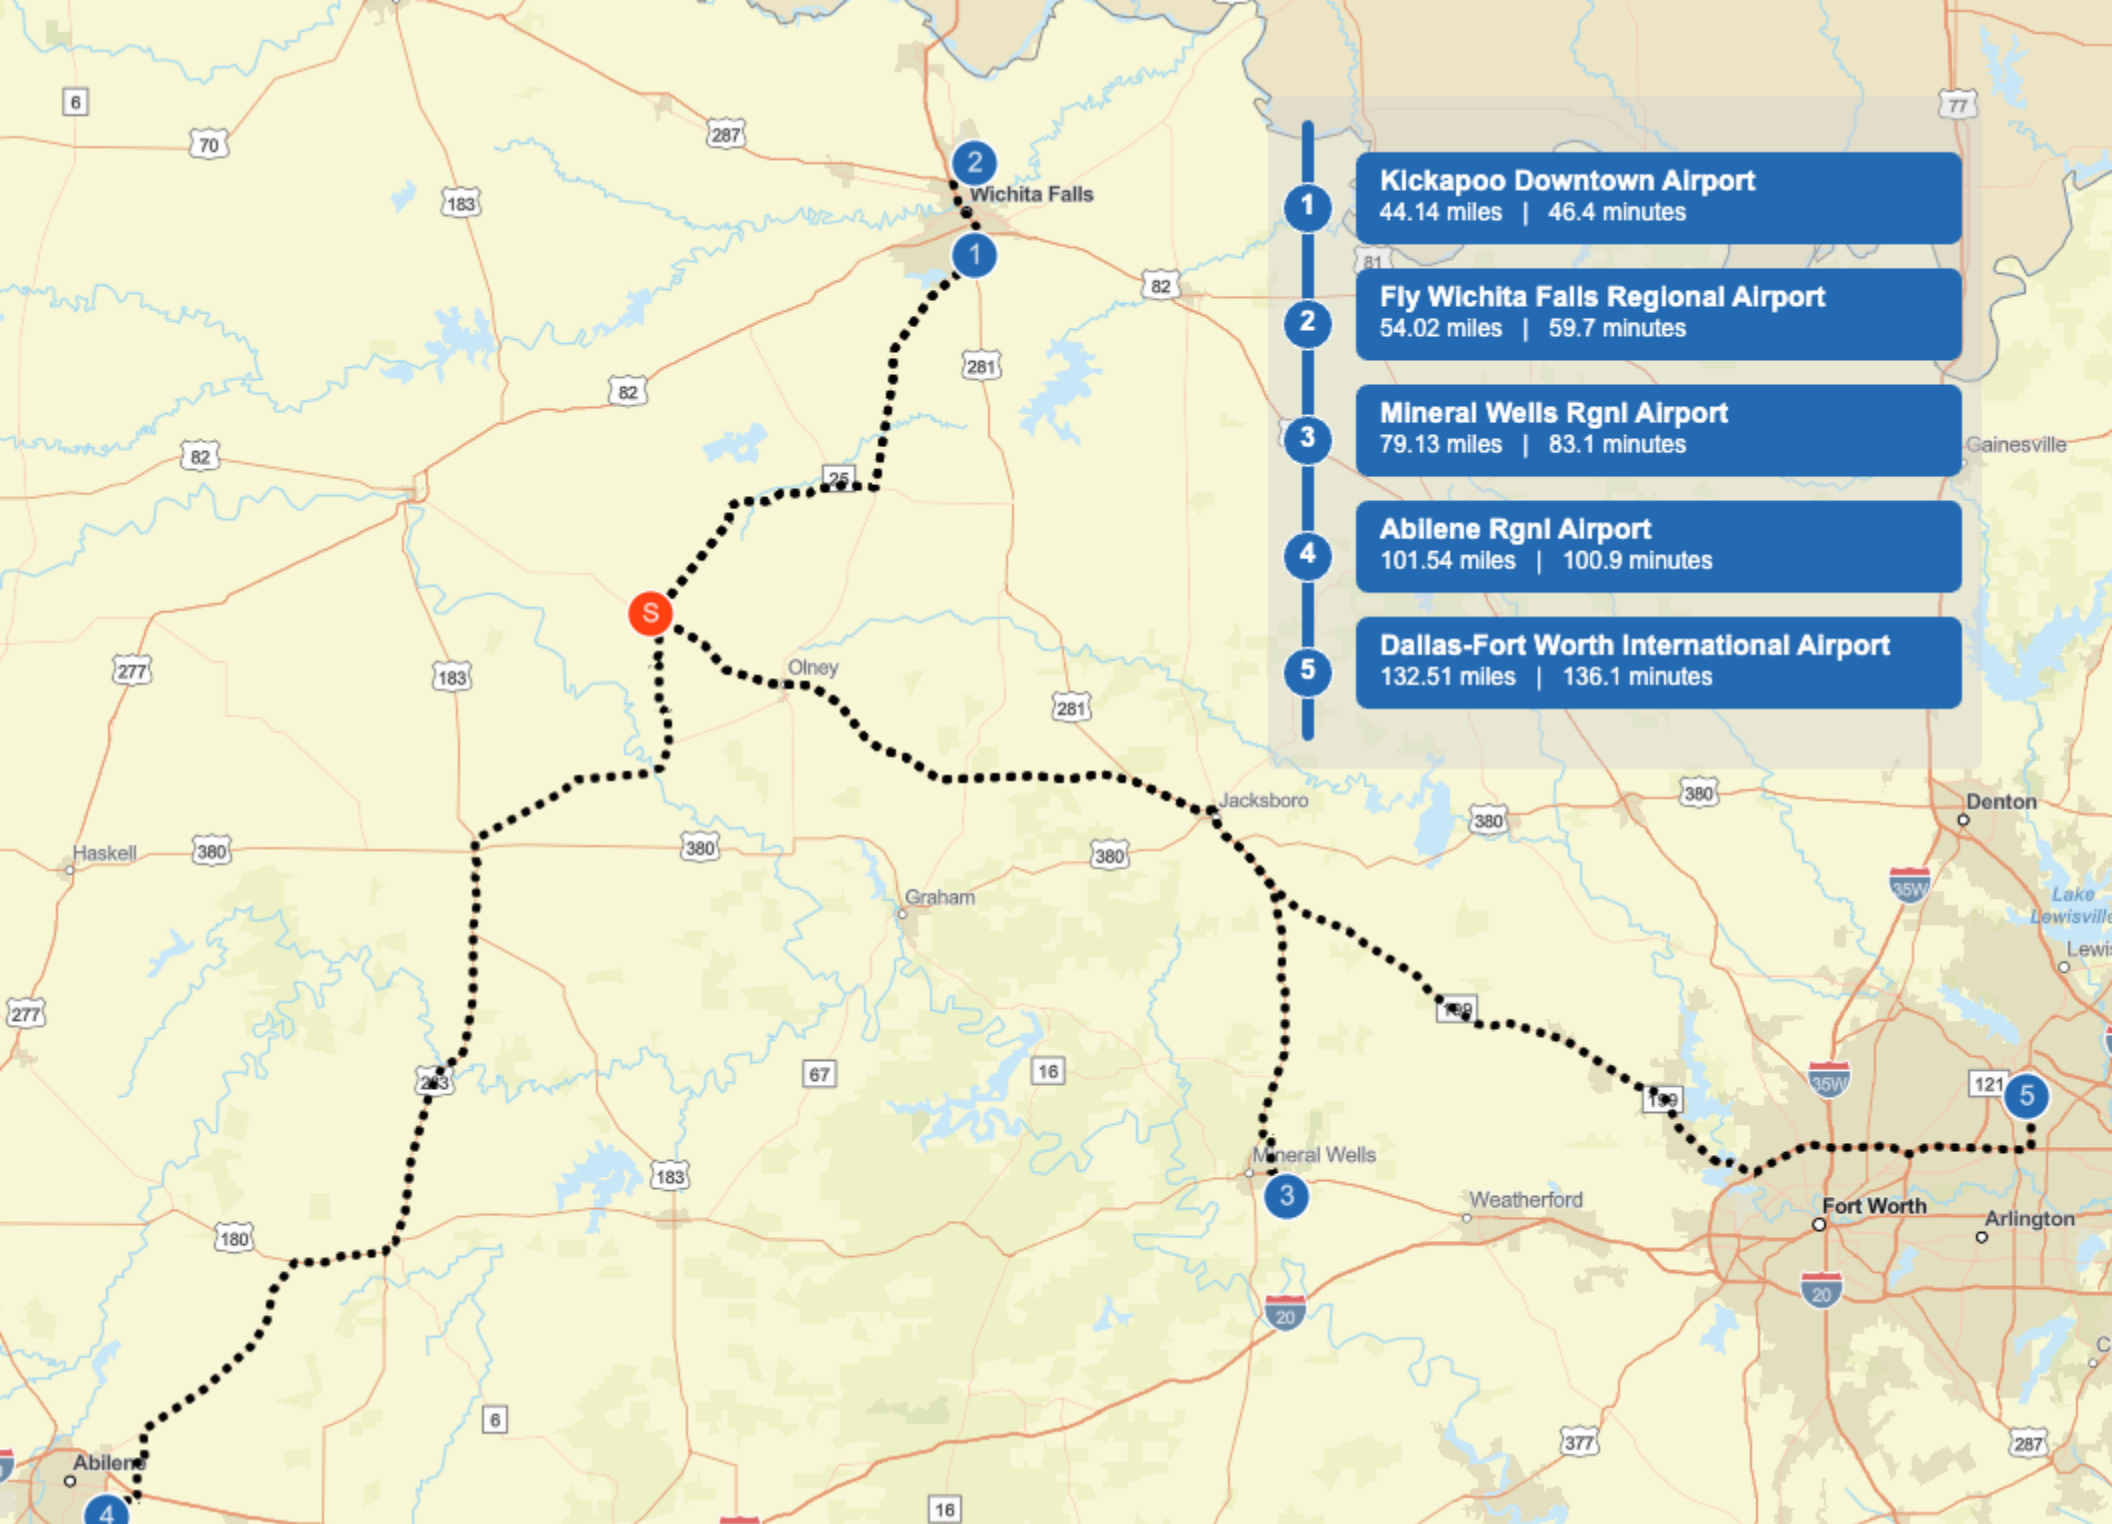 6
70
287
183
2
Wichita Falls
1
82
281
77
81
1
Kickapoo Downtown Airport
44.14 miles | 46.4 minutes
2
Fly Wichita Falls Regional Airport
54.02 miles | 59.7 minutes
3
Mineral Wells Rgnl Airport
79.13 miles | 83.1 minutes
4
Abilene Rgnl Airport
101.54 miles | 100.9 minutes
5
Dallas-Fort Worth International Airport
132.51 miles | 136.1 minutes
Gainesville
82
82
25
S
277
183
Olney
281
Jacksboro
380
380
Denton
Haskell
380
380
380
Graham
35W
Lake
Lewisville
277
199
67
16
35W
121
5
199
Mineral Wells
3
183
Weatherford
Fort Worth
Arlington
180
20
20
6
377
287
Abilene
4
16